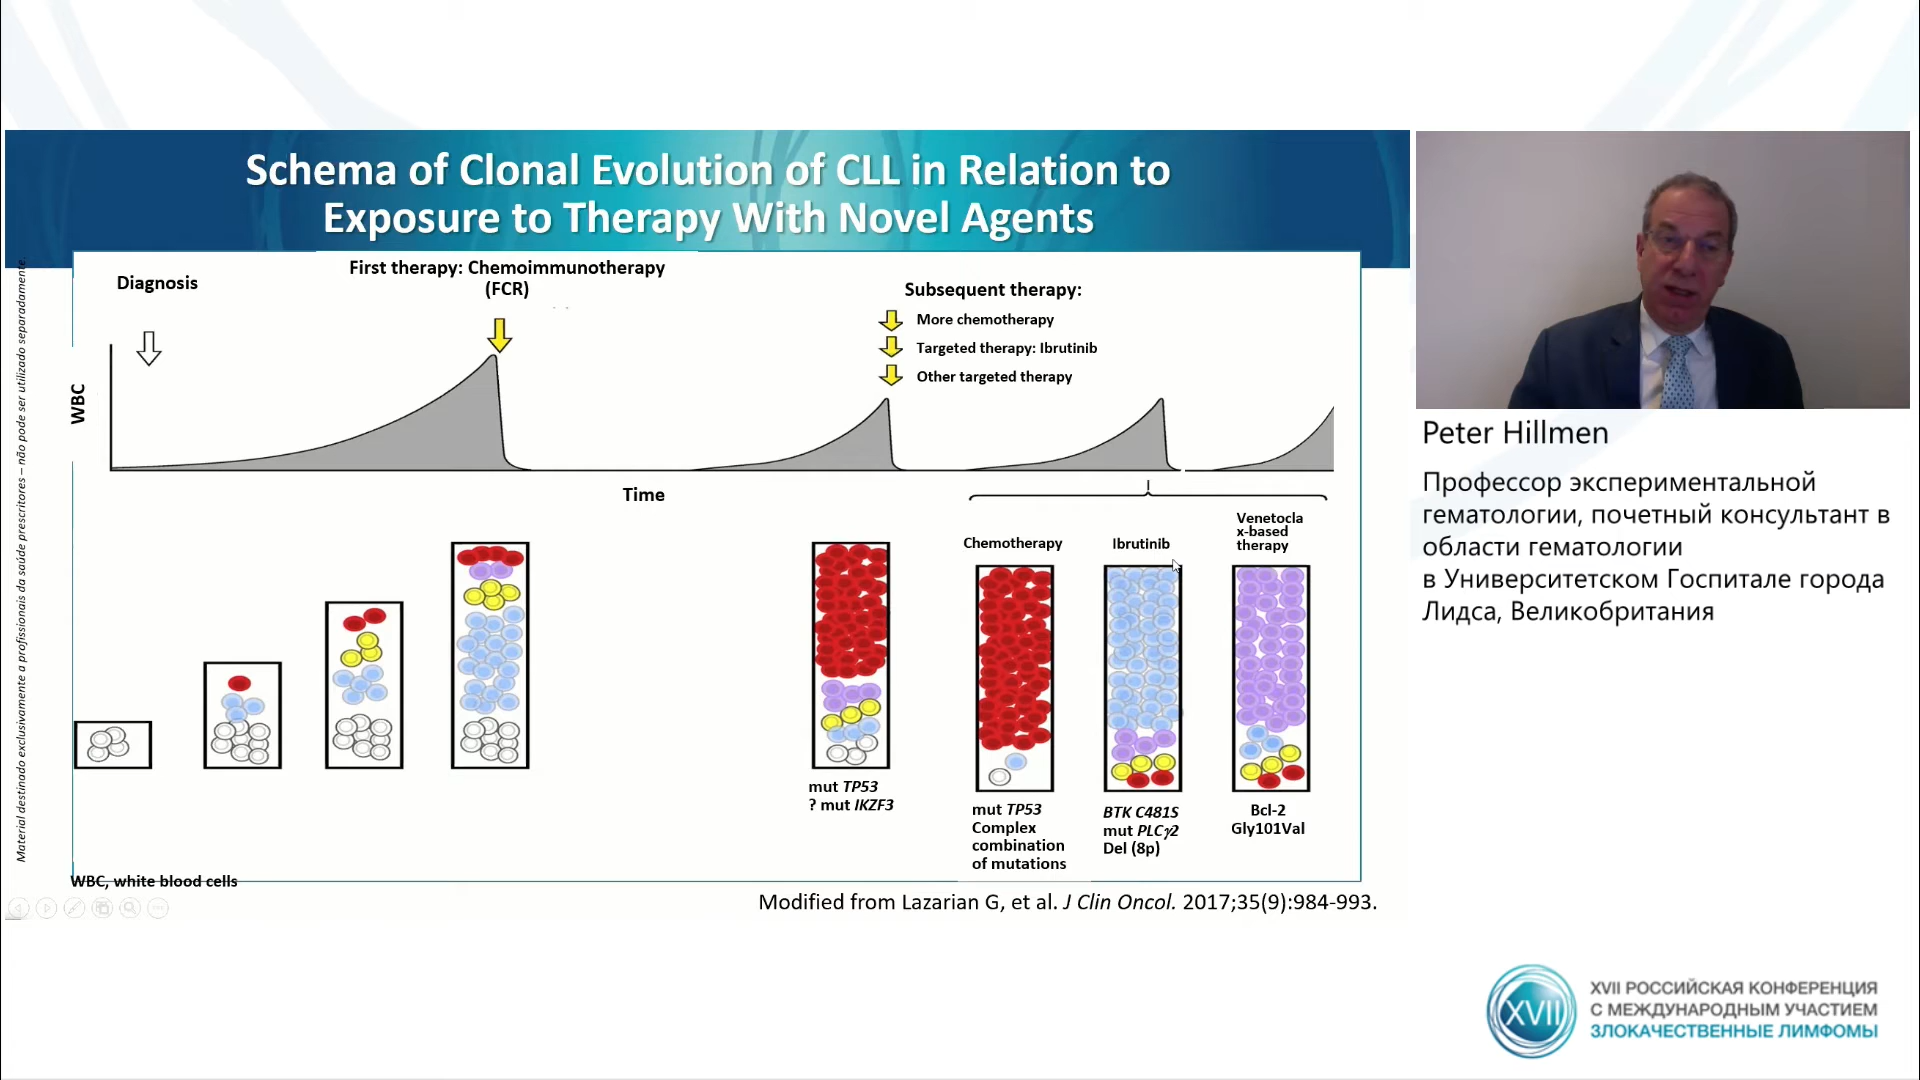 Schema of Clonal Evolution of CLL in Relation to
Exposure to Therapy With Novel Agents
Diagnosis
First therapy: Chemoimmunotherapy
(FCR)
Subsequent therapy:
More chemotherapy
Targeted therapy: Ibrutinib
Other targeted therapy
WBC
Time
Chemotherapy
Ibrutinib
Venetocla
x-based
therapy
mut TP53
? mut IKZF3
mut TP53
Complex
combination
of mutations
BTK C481S
mut PLCγ2
Del (8p)
Bcl-2
Gly101Val
WBC, white blood cells
Modified from Lazarian G, et al. J Clin Oncol. 2017;35(9):984-993.
Material destinado exclusivamente a profissionais da saúde prescritores – não pode ser utilizado separadamente.
Peter Hillmen
Профессор экспериментальной
гематологии, почетный консультант в
области гематологии
в Университетском Госпитале города
Лидса, Великобритания
XVII
XVII РОССИЙСКАЯ КОНФЕРЕНЦИЯ
С МЕЖДУНАРОДНЫМ УЧАСТИЕМ
ЗЛОКАЧЕСТВЕННЫЕ ЛИМФОМЫ